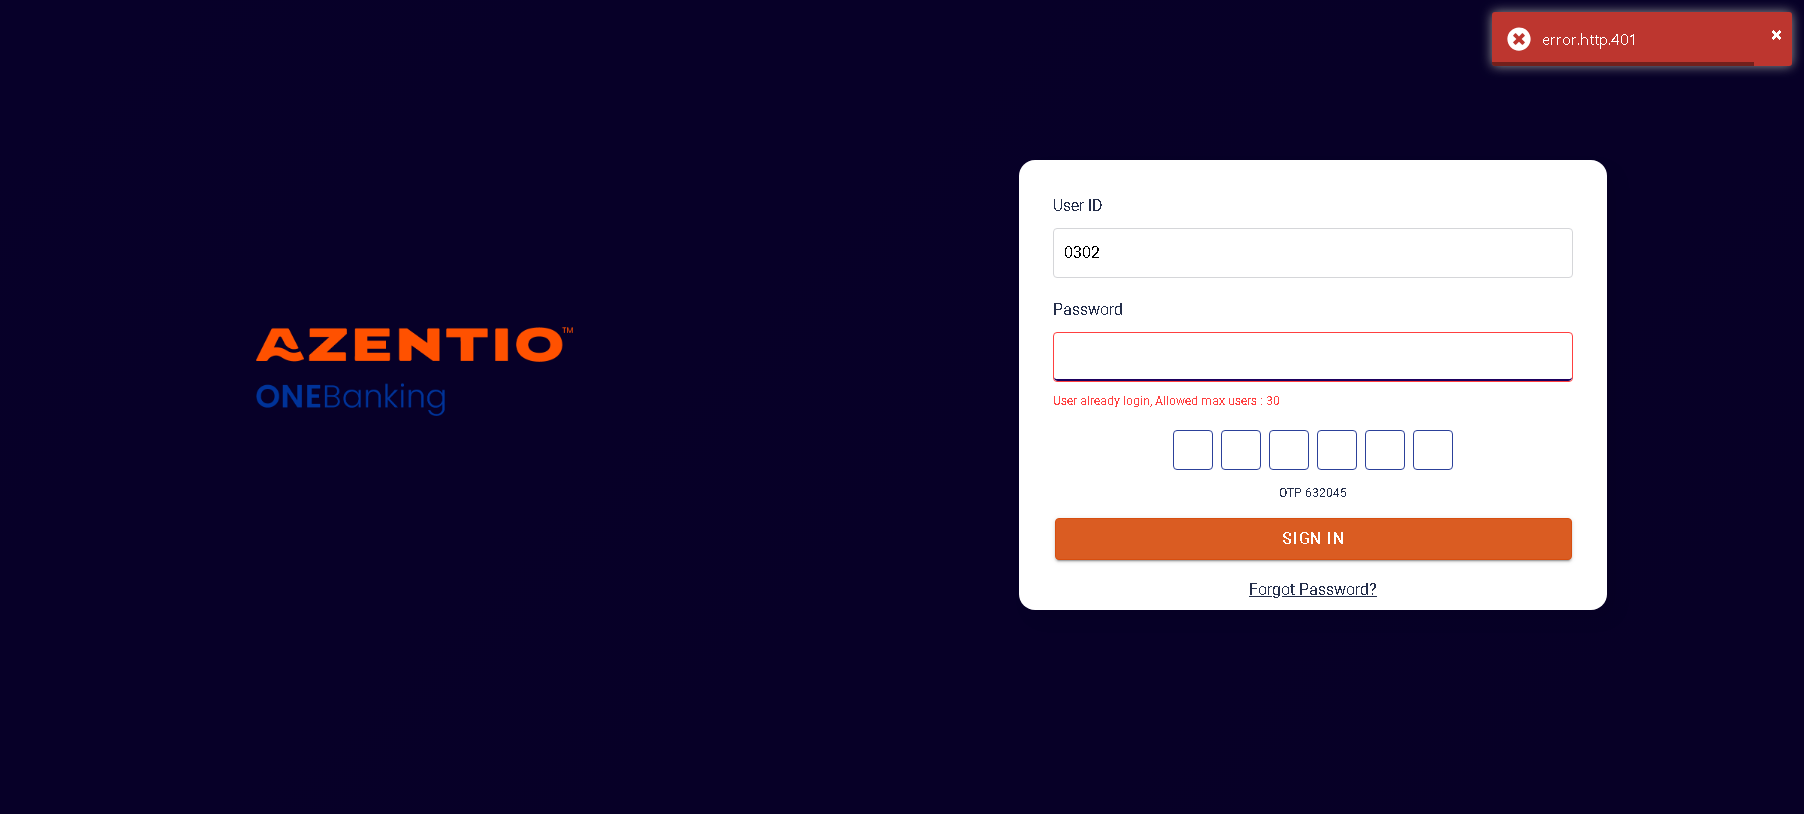 error.http.401
×
User ID
0302
Password
User already login, Allowed max users : 30
OTP 632045
SIGN IN
Forgot Password?
AZENTIO™
ONEBanking